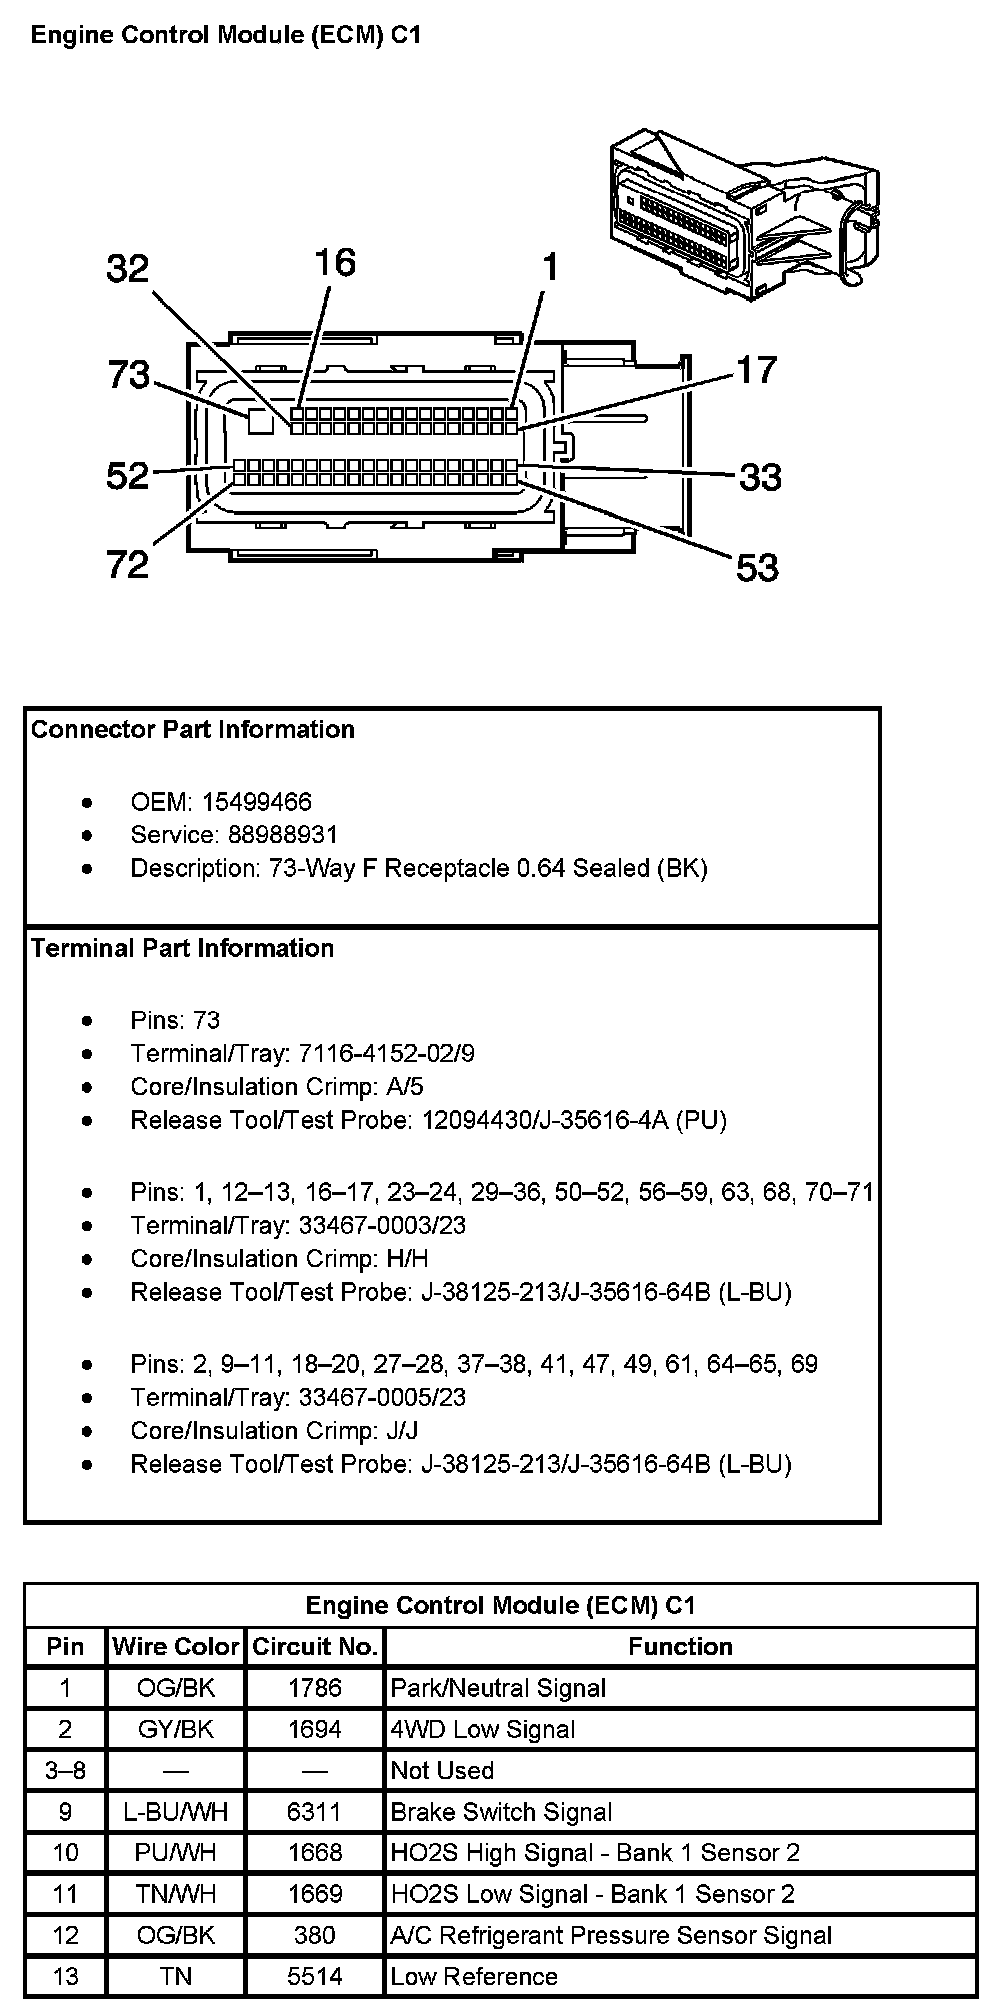 Engine Control Module (ECM) C1
32
16
1
73
17
52
33
72
53
Connector Part Information
• OEM: 15499466
• Service: 88988931
• Description: 73-Way F Receptacle 0.64 Sealed (BK)
Terminal Part Information
• Pins: 73
• Terminal/Tray: 7116-4152-02/9
• Core/Insulation Crimp: A/5
• Release Tool/Test Probe: 12094430/J-35616-4A (PU)
• Pins: 1, 12–13, 16–17, 23–24, 29–36, 50–52, 56–59, 63, 68, 70–71
• Terminal/Tray: 33467-0003/23
• Core/Insulation Crimp: H/H
• Release Tool/Test Probe: J-38125-213/J-35616-64B (L-BU)
• Pins: 2, 9–11, 18–20, 27–28, 37–38, 41, 47, 49, 61, 64–65, 69
• Terminal/Tray: 33467-0005/23
• Core/Insulation Crimp: J/J
• Release Tool/Test Probe: J-38125-213/J-35616-64B (L-BU)
Engine Control Module (ECM) C1
Pin Wire Color Circuit No. Function
1 OG/BK 1786 Park/Neutral Signal
2 GY/BK 1694 4WD Low Signal
3–8 — — Not Used
9 L-BU/WH 6311 Brake Switch Signal
10 PU/WH 1668 HO2S High Signal - Bank 1 Sensor 2
11 TN/WH 1669 HO2S Low Signal - Bank 1 Sensor 2
12 OG/BK 380 A/C Refrigerant Pressure Sensor Signal
13 TN 5514 Low Reference